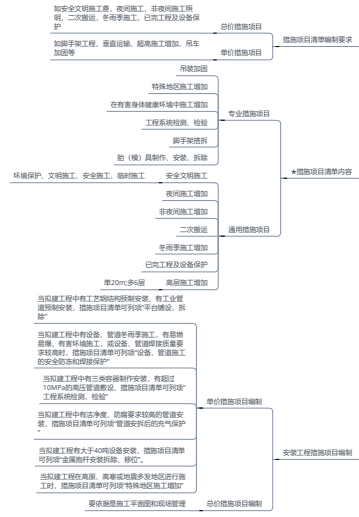 如安全文明施工费，夜间施工，非夜间施工照
明，二次搬运，冬雨季施工，已完工程及设备保
护
总价措施项目
如脚手架工程，垂直运输，超高施工增加，吊车
加固等
单价措施项目
措施项目清单编制要求
吊装加固
特殊地区施工增加
在有害身体健康环境中施工增加
工程系统检测、检验
脚手架搭拆
胎（模）具制作、安装、拆除
专业措施项目
环境保护、文明施工、安全施工、临时施工
安全文明施工
夜间施工增加
非夜间施工增加
二次搬运
冬雨季施工增加
已完工程及设备保护
单20m;多6层
高层施工增加
通用措施项目
★措施项目清单内容
当拟建工程中有工艺钢结构预制安装，有工业管
道预制安装，措施项目清单可列项"平台铺设、拆
除"
当拟建工程中有设备、管道冬雨季施工，有易燃
易爆、有害环境施工，或设备、管道焊接质量要
求较高时，措施项目清单可列项"设备、管道施工
的安全防冻和焊接保护"
当拟建工程中有三类容器制作安装，有超过
10MPa的高压管道敷设，措施项目清单可列项"
工程系统检测、检验"
当拟建工程中有洁净度、防腐要求较高的管道安
装，措施项目清单可列项"管道安拆后的充气保护
"
当拟建工程有大于40吨设备安装，措施项目清单
可列项"金属抱杆安装拆除、移位"。
当拟建工程在高原、高寒或地震多发地区进行施
工时，措施项目清单可列项"特殊地区施工增加"
单价措施项目编制
要依据是施工平面图和现场管理
总价措施项目编制
安装工程措施项目编制